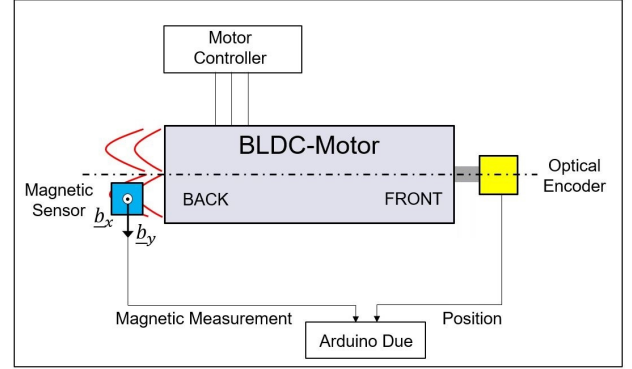 Motor
Controller
BLDC-Motor
Optical
Encoder
Magnetic
Sensor
BACK
FRONT
b_x
b_y
Magnetic Measurement
Position
Arduino Due